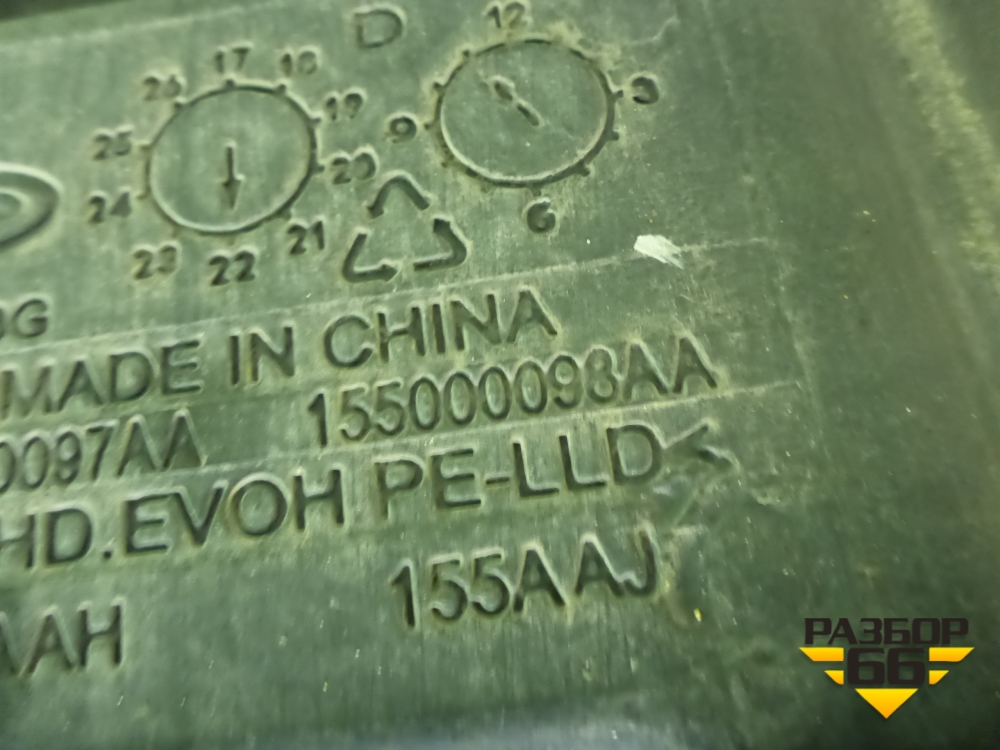 D
12
17 18
26 19
25 20
24 21
23 22
9 3
6
MADE IN CHINA
0097AA 155000098AA
HD.EVOH PE-LLD<
AAH 155AAJ
РАЗБОР
66